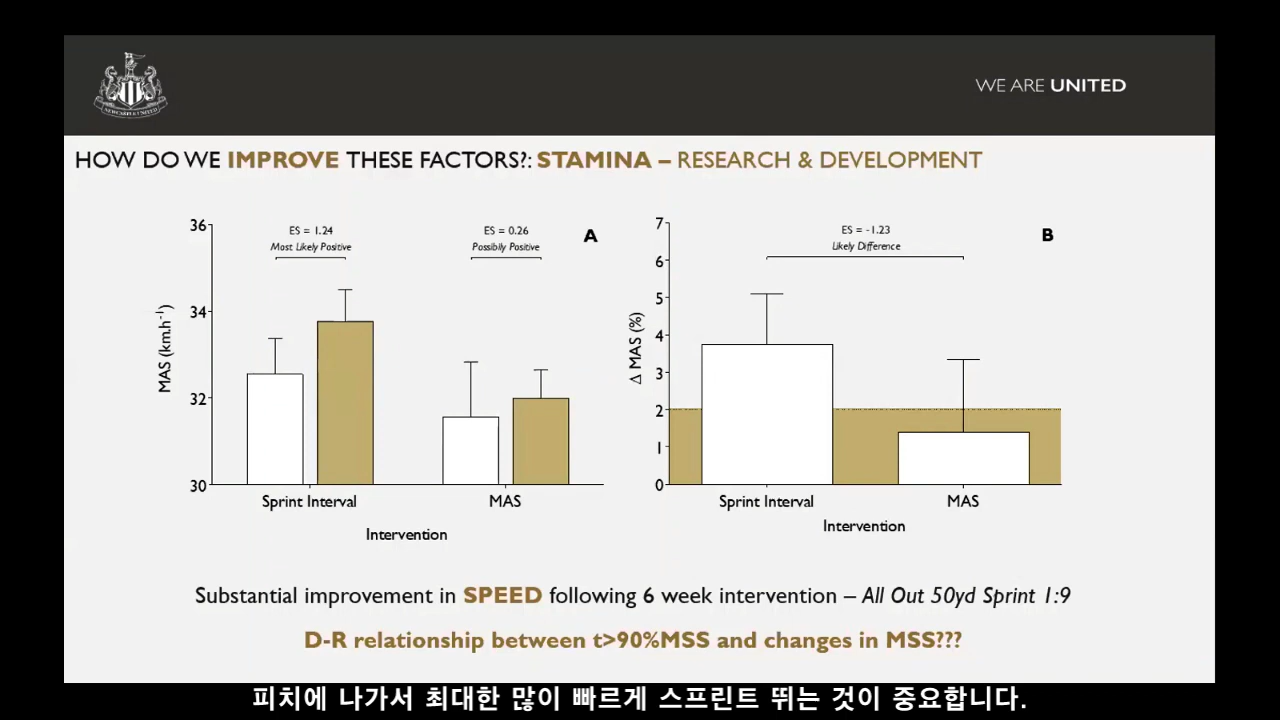 NEWCASTLE UNITED
WE ARE UNITED
HOW DO WE IMPROVE THESE FACTORS?: STAMINA – RESEARCH & DEVELOPMENT
ES = 1.24
Most Likely Positive
ES = 0.26
Possibily Positive
A
36
34
32
30
MAS (km.h-1)
Sprint Interval
MAS
Intervention
ES = -1.23
Likely Difference
B
7
6
5
4
3
2
1
0
Δ MAS (%)
Sprint Interval
MAS
Intervention
Substantial improvement in SPEED following 6 week intervention – All Out 50yd Sprint 1:9
D-R relationship between t>90%MSS and changes in MSS???
피치에 나가서 최대한 많이 빠르게 스프린트 뛰는 것이 중요합니다.